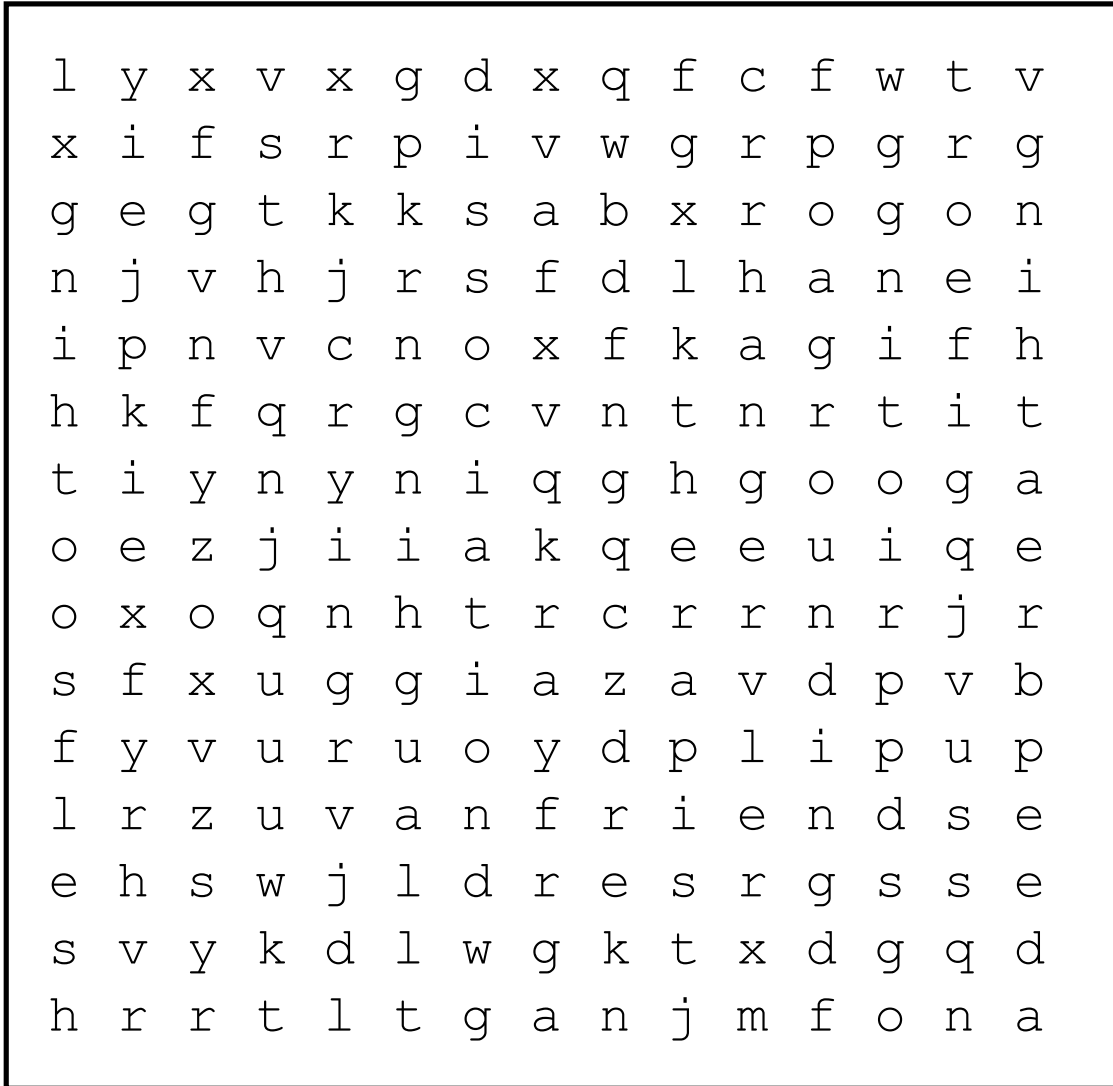 l y x v x g d x q f c f w t v
x i f s r p i v w g r p g r g
g e g t k k s a b x r o g o n
n j v h j r s f d l h a n e i
i p n v c n o x f k a g i f h
h k f q r g c v n t n r t i t
t i y n y n i q g h g o o g a
o e z j i i a k q e e u i q e
o x o q n h t r c r r n r j r
s f x u g g i a z a v d p v b
f y v u r u o y d p l i p u p
l r z u v a n f r i e n d s e
e h s w j l d r e s r g s s e
s v y k d l w g k t x d g q d
h r r t l t g a n j m f o n a